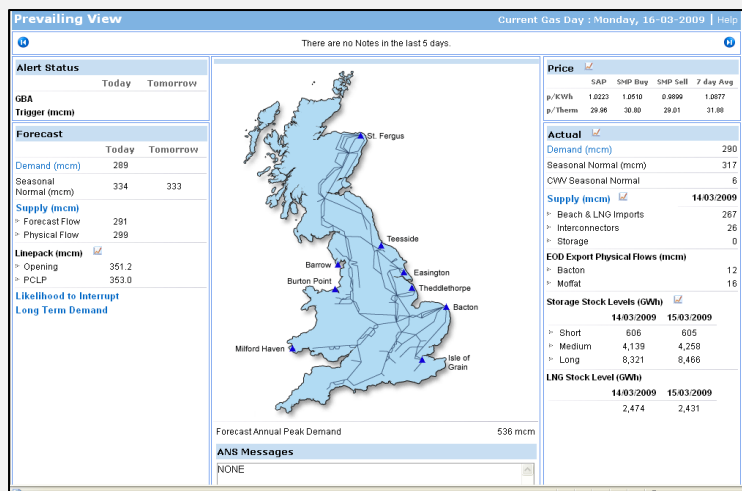 Prevailing View
Current Gas Day : Monday, 16-03-2009 | Help
There are no Notes in the last 5 days.
Alert Status
Today Tomorrow
GBA
Trigger (mcm)
Forecast
Today Tomorrow
Demand (mcm) 289
Seasonal
Normal (mcm) 334 333
Supply (mcm)
Forecast Flow 291
Physical Flow 299
Linepack (mcm)
Opening 351.2
PCLP 353.0
Likelihood to Interrupt
Long Term Demand
St. Fergus
Teesside
Barrow
Easington
Burton Point
Theddlethorpe
Bacton
Milford Haven
Isle of
Grain
Forecast Annual Peak Demand 536 mcm
ANS Messages
NONE
Price
SAP SMP Buy SMP Sell 7 day Avg
p/KWh 1.0223 1.0510 0.9899 1.0877
p/Therm 29.96 30.80 29.01 31.88
Actual
Demand (mcm) 290
Seasonal Normal (mcm) 317
CWV Seasonal Normal 6
Supply (mcm) 14/03/2009
Beach & LNG Imports 267
Interconnectors 26
Storage 0
EOD Export Physical Flows (mcm)
Bacton 12
Moffat 16
Storage Stock Levels (GWh)
14/03/2009 15/03/2009
Short 606 605
Medium 4,139 4,258
Long 8,321 8,466
LNG Stock Level (GWh)
14/03/2009 15/03/2009
2,474 2,431